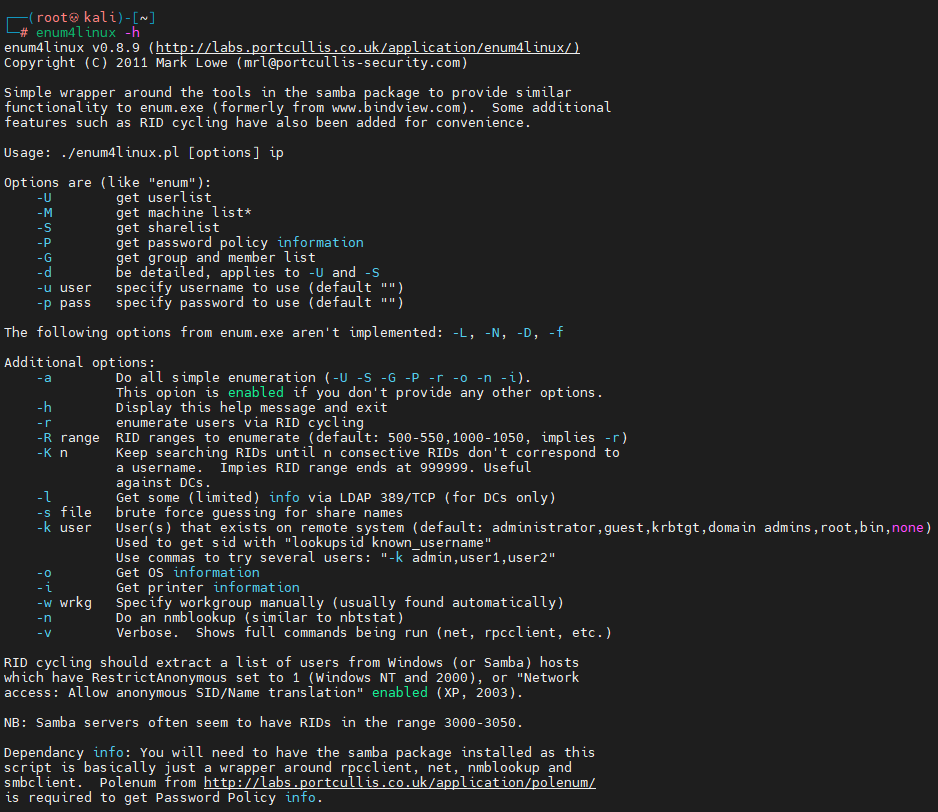 ┌──(root💀kali)-[~]
└─# enum4linux -h
enum4linux v0.8.9 (http://labs.portcullis.co.uk/application/enum4linux/)
Copyright (C) 2011 Mark Lowe (mrl@portcullis-security.com)

Simple wrapper around the tools in the samba package to provide similar
functionality to enum.exe (formerly from www.bindview.com).  Some additional
features such as RID cycling have also been added for convenience.

Usage: ./enum4linux.pl [options] ip

Options are (like "enum"):
    -U        get userlist
    -M        get machine list*
    -S        get sharelist
    -P        get password policy information
    -G        get group and member list
    -d        be detailed, applies to -U and -S
    -u user   specify username to use (default "")
    -p pass   specify password to use (default "")

The following options from enum.exe aren't implemented: -L, -N, -D, -f

Additional options:
    -a        Do all simple enumeration (-U -S -G -P -r -o -n -i).
              This opion is enabled if you don't provide any other options.
    -h        Display this help message and exit
    -r        enumerate users via RID cycling
    -R range  RID ranges to enumerate (default: 500-550,1000-1050, implies -r)
    -K n      Keep searching RIDs until n consective RIDs don't correspond to
              a username.  Impies RID range ends at 999999. Useful
              against DCs.
    -l        Get some (limited) info via LDAP 389/TCP (for DCs only)
    -s file   brute force guessing for share names
    -k user   User(s) that exists on remote system (default: administrator,guest,krbtgt,domain admins,root,bin,none)
              Used to get sid with "lookupsid known_username"
              Use commas to try several users: "-k admin,user1,user2"
    -o        Get OS information
    -i        Get printer information
    -w wrkg   Specify workgroup manually (usually found automatically)
    -n        Do an nmblookup (similar to nbtstat)
    -v        Verbose.  Shows full commands being run (net, rpcclient, etc.)

RID cycling should extract a list of users from Windows (or Samba) hosts
which have RestrictAnonymous set to 1 (Windows NT and 2000), or "Network
access: Allow anonymous SID/Name translation" enabled (XP, 2003).

NB: Samba servers often seem to have RIDs in the range 3000-3050.

Dependancy info: You will need to have the samba package installed as this
script is basically just a wrapper around rpcclient, net, nmblookup and
smbclient.  Polenum from http://labs.portcullis.co.uk/application/polenum/
is required to get Password Policy info.